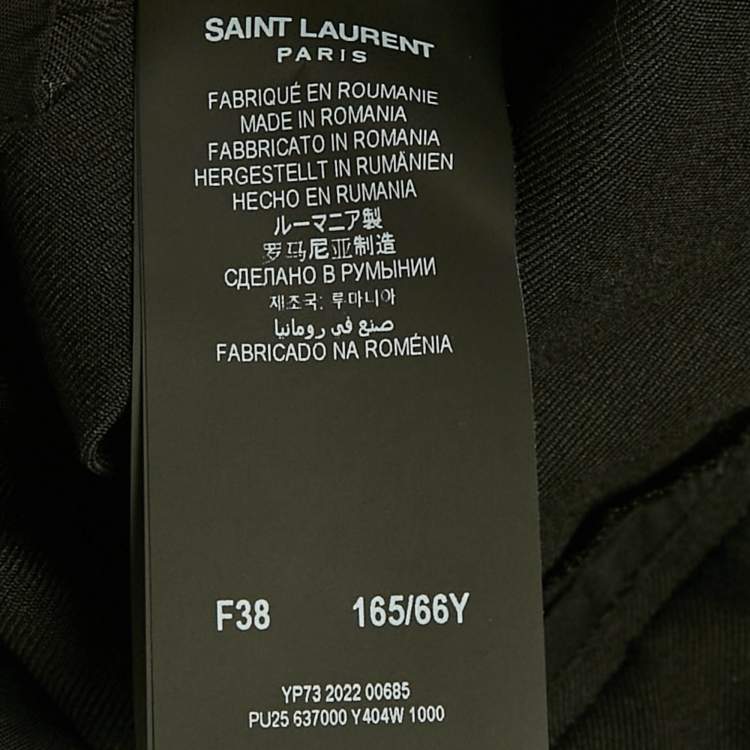 SAINT LAURENT
PARIS
FABRIQUÉ EN ROUMANIE
MADE IN ROMANIA
FABBRICATO IN ROMANIA
HERGESTELLT IN RUMÄNIEN
HECHO EN RUMANIA
ルーマニア製
罗马尼亚制造
СДЕЛАНО В РУМЫНИИ
제조국: 루마니아
صنع في رومانيا
FABRICADO NA ROMÉNIA
F38 165/66Y
YP73 2022 00685
PU25 637000 Y404W 1000